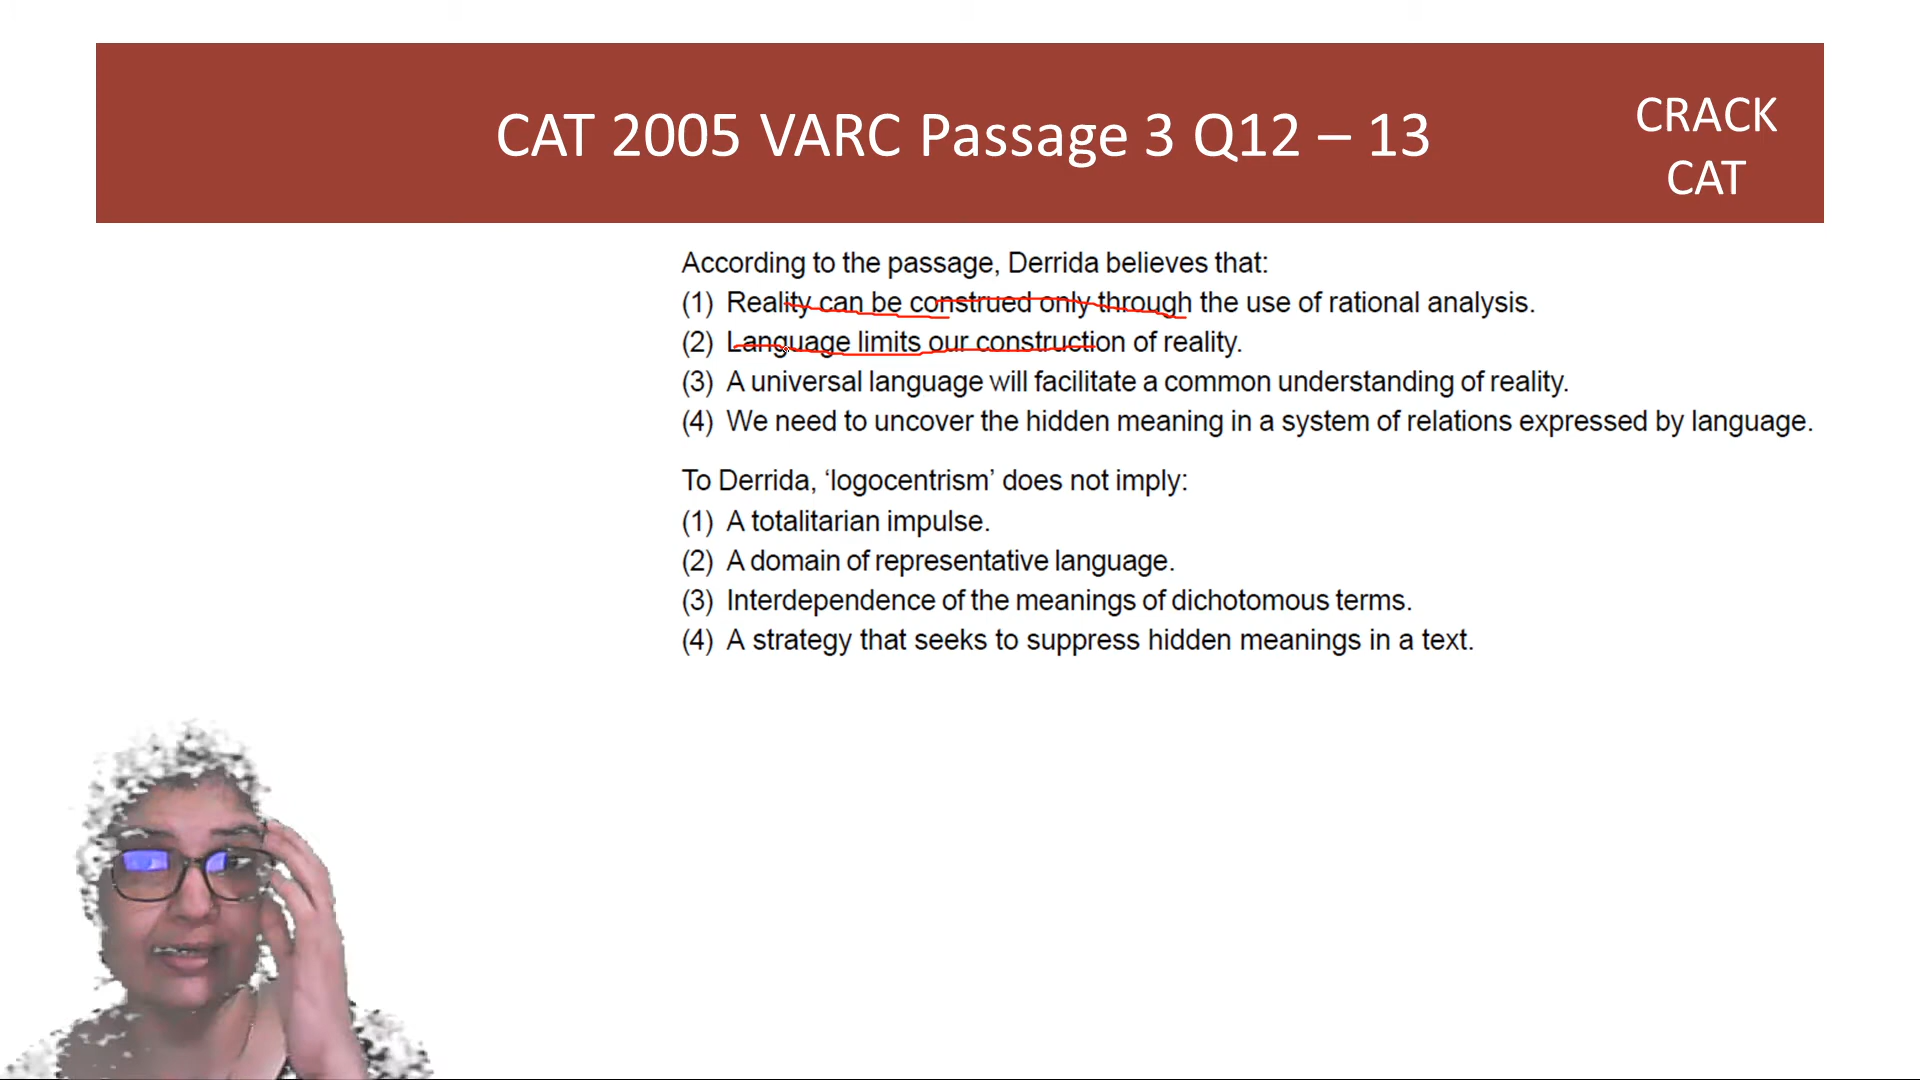 CAT 2005 VARC Passage 3 Q12 – 13
CRACK
CAT
According to the passage, Derrida believes that:
(1) Reality can be construed only through the use of rational analysis.
(2) Language limits our construction of reality.
(3) A universal language will facilitate a common understanding of reality.
(4) We need to uncover the hidden meaning in a system of relations expressed by language.
To Derrida, ‘logocentrism’ does not imply:
(1) A totalitarian impulse.
(2) A domain of representative language.
(3) Interdependence of the meanings of dichotomous terms.
(4) A strategy that seeks to suppress hidden meanings in a text.